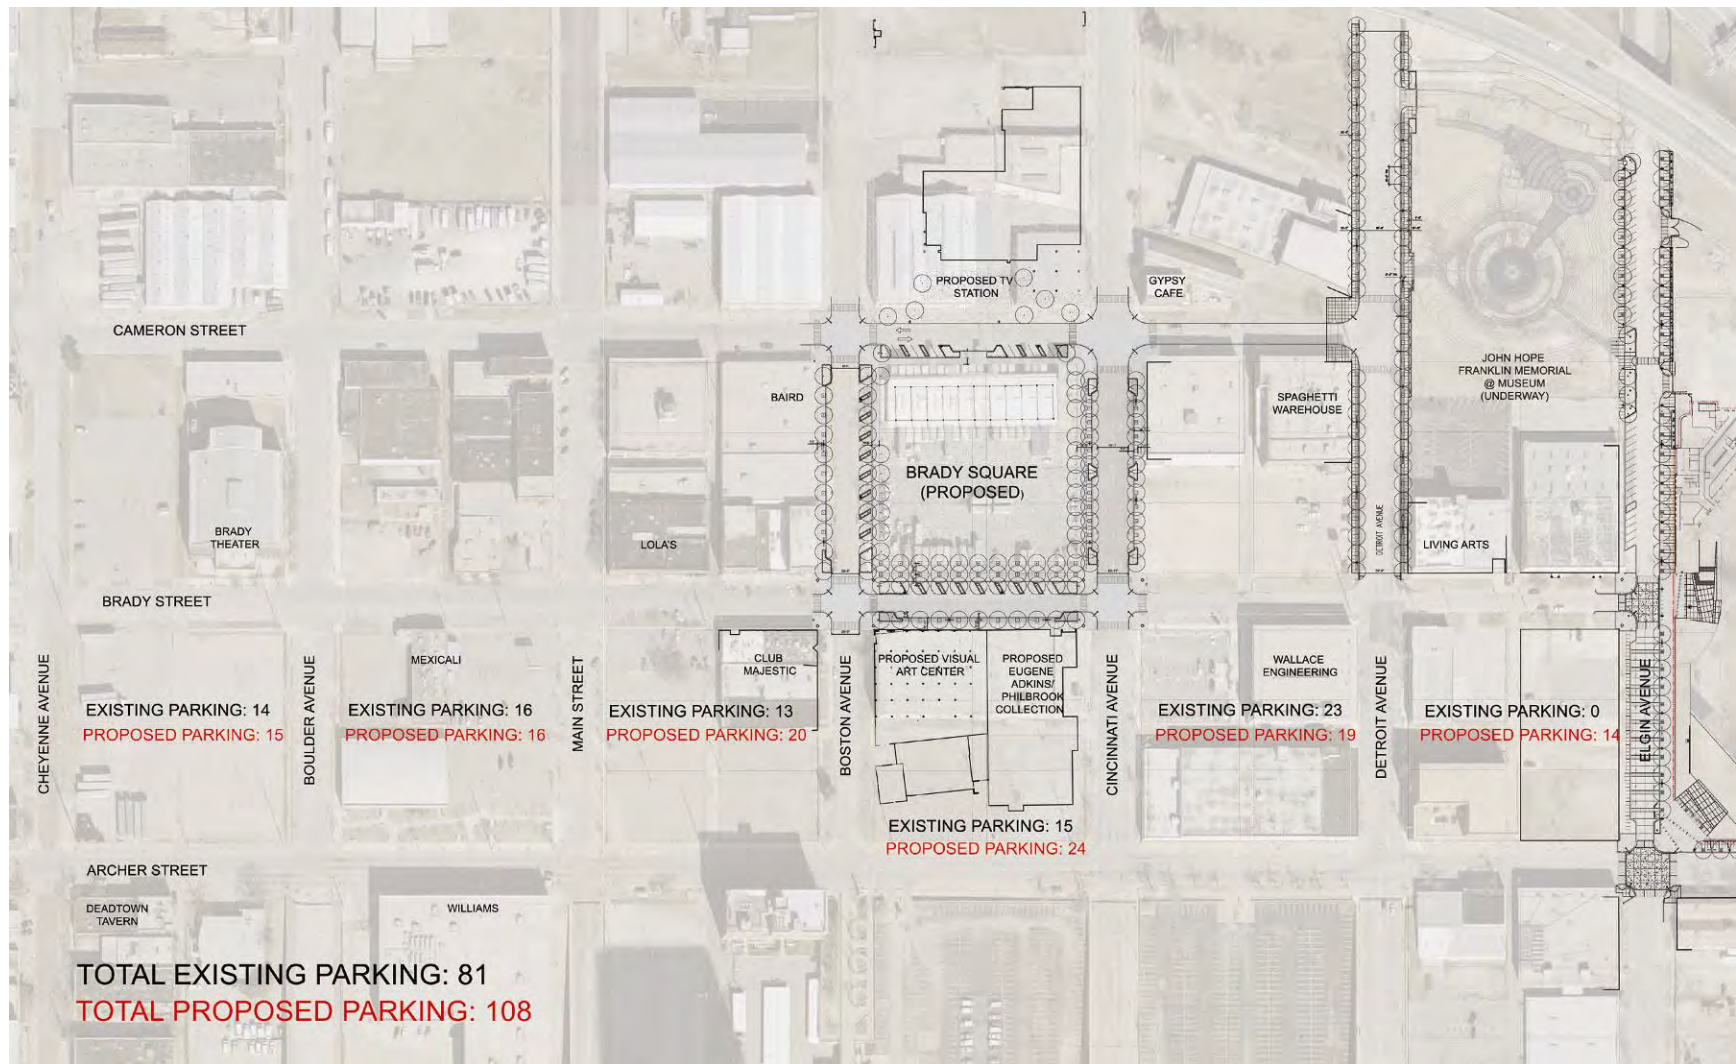 PROPOSED TV
STATION
GYPSY
CAFE
CAMERON STREET
JOHN HOPE
FRANKLIN MEMORIAL
@ MUSEUM
(UNDERWAY)
BAIRD
SPAGHETTI
WAREHOUSE
BRADY SQUARE
(PROPOSED)
BRADY
THEATER
LOLA'S
DETROIT AVENUE
LIVING ARTS
BRADY STREET
CHEYENNE AVENUE
BOULDER AVENUE
MEXICALI
MAIN STREET
CLUB
MAJESTIC
BOSTON AVENUE
PROPOSED VISUAL
ART CENTER
PROPOSED
EUGENE
ADKINS/
PHILBROOK
COLLECTION
CINCINNATI AVENUE
WALLACE
ENGINEERING
DETROIT AVENUE
ELGIN AVENUE
EXISTING PARKING: 14
PROPOSED PARKING: 15
EXISTING PARKING: 16
PROPOSED PARKING: 16
EXISTING PARKING: 13
PROPOSED PARKING: 20
EXISTING PARKING: 23
PROPOSED PARKING: 19
EXISTING PARKING: 0
PROPOSED PARKING: 14
EXISTING PARKING: 15
PROPOSED PARKING: 24
ARCHER STREET
DEADTOWN
TAVERN
WILLIAMS
TOTAL EXISTING PARKING: 81
TOTAL PROPOSED PARKING: 108